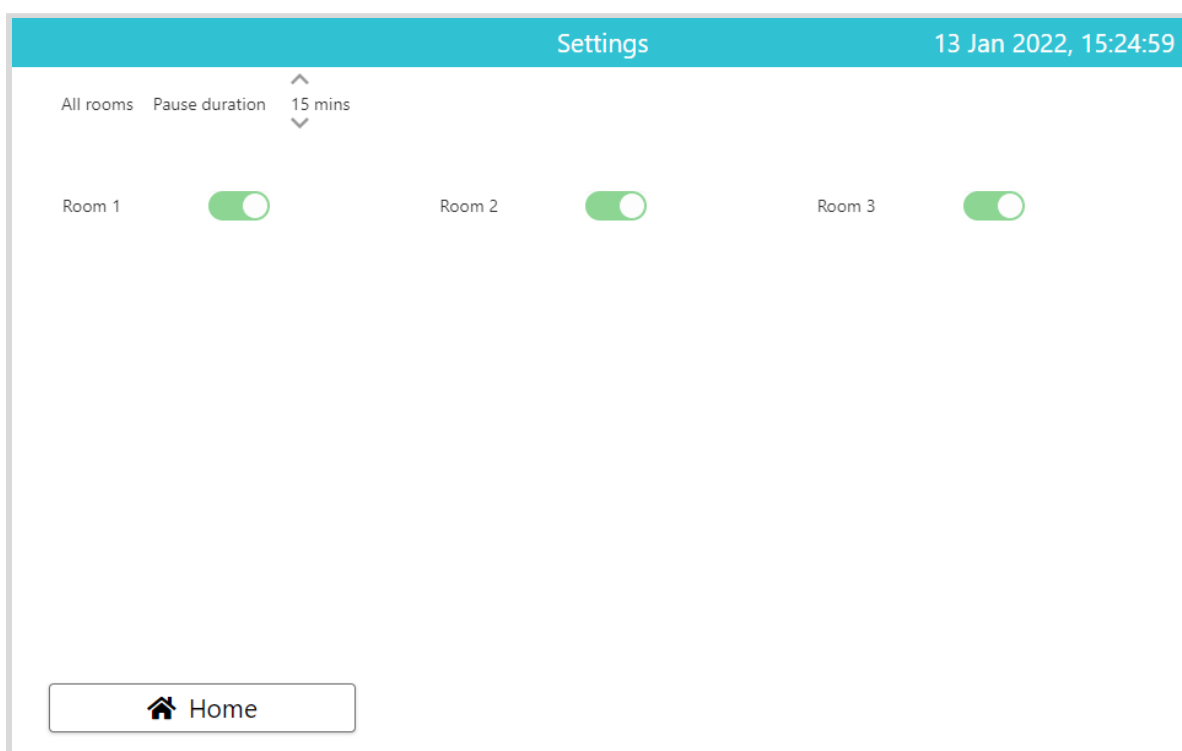 Settings 13 Jan 2022, 15:24:59
All rooms Pause duration 15 mins
Room 1 Room 2 Room 3
Home